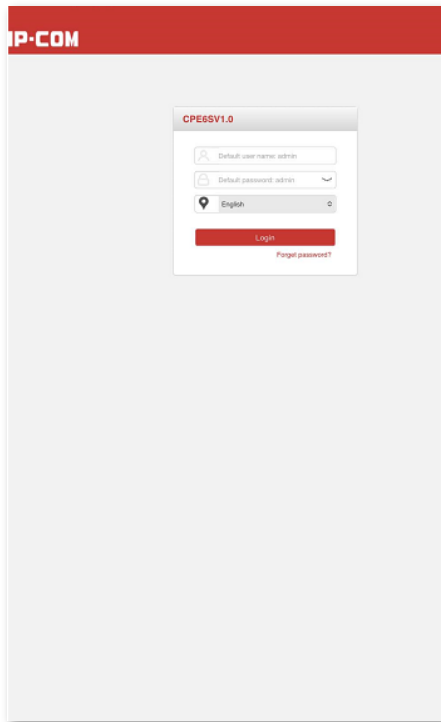 IP-COM
CPE6SV1.0
Default user name: admin
Default password: admin
English
Login
Forget password?